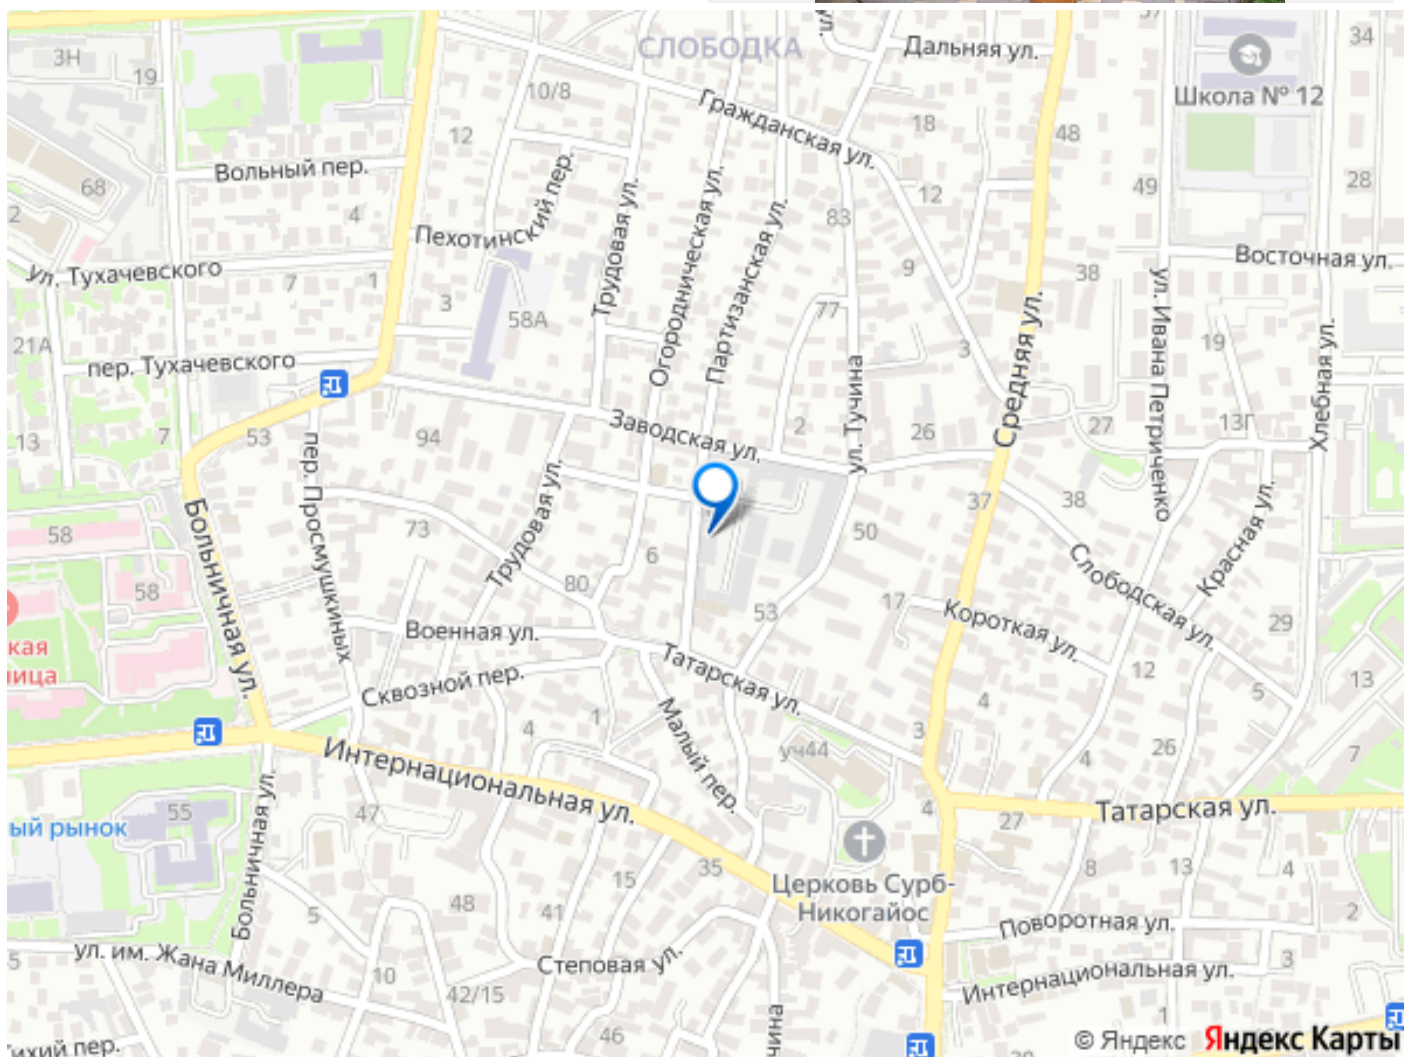 СЛОБОДКА
Дальняя ул.
ул.
37
34
3Н
19
10/8
Школа № 12
Гражданская ул.
12
18
48
Вольный пер.
68
2
4
49
28
12
83
Пехотинский пер.
Трудовая ул.
Огородническая ул.
Партизанская ул.
Восточная ул.
ул. Тухачевского
7
1
3
58А
9
38
77
Средняя ул.
ул. Ивана Петриченко
19
Хлебная ул.
21А
пер. Тухачевского
3
ул. Тучина
Заводская ул.
2
26
27
13Г
13
7
53
94
пер. Просмушкиных
Трудовая ул.
37
38
Больничная ул.
73
58
50
6
80
58
Слободская ул.
Красная ул.
53
17
Короткая ул.
29
Военная ул.
кая
ница
Сквозной пер.
Татарская ул.
12
5
13
4
1
4
3
Малый пер.
уч44
4
26
7
Интернациональная ул.
Татарская ул.
ый рынок
55
47
Больничная ул.
4
27
35
15
8
13
4
Церковь Сурб-
Никогайос
5
48
41
2
Поворотная ул.
5
ул. им. Жана Миллера
10
Степовая ул.
3
Интернациональная ул.
42/15
46
1
ихий пер.
чнина
© Яндекс Яндекс Карты